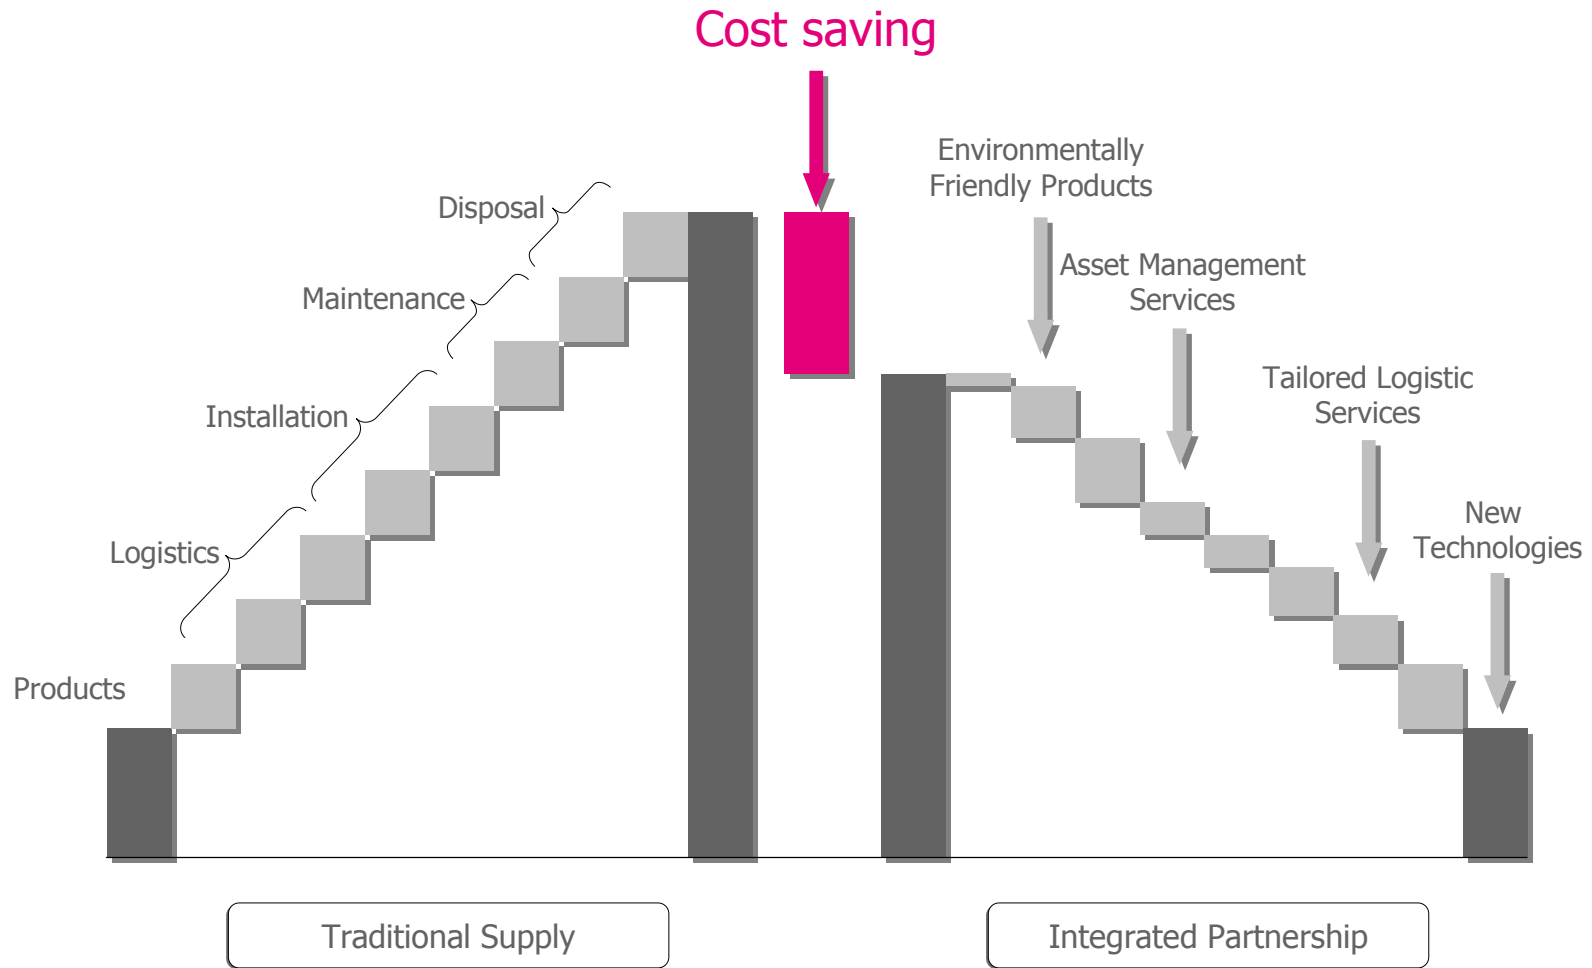 Cost saving
Environmentally
Friendly Products
Disposal
Asset Management
Services
Maintenance
Tailored Logistic
Services
Installation
New
Technologies
Logistics
Products
Traditional Supply
Integrated Partnership